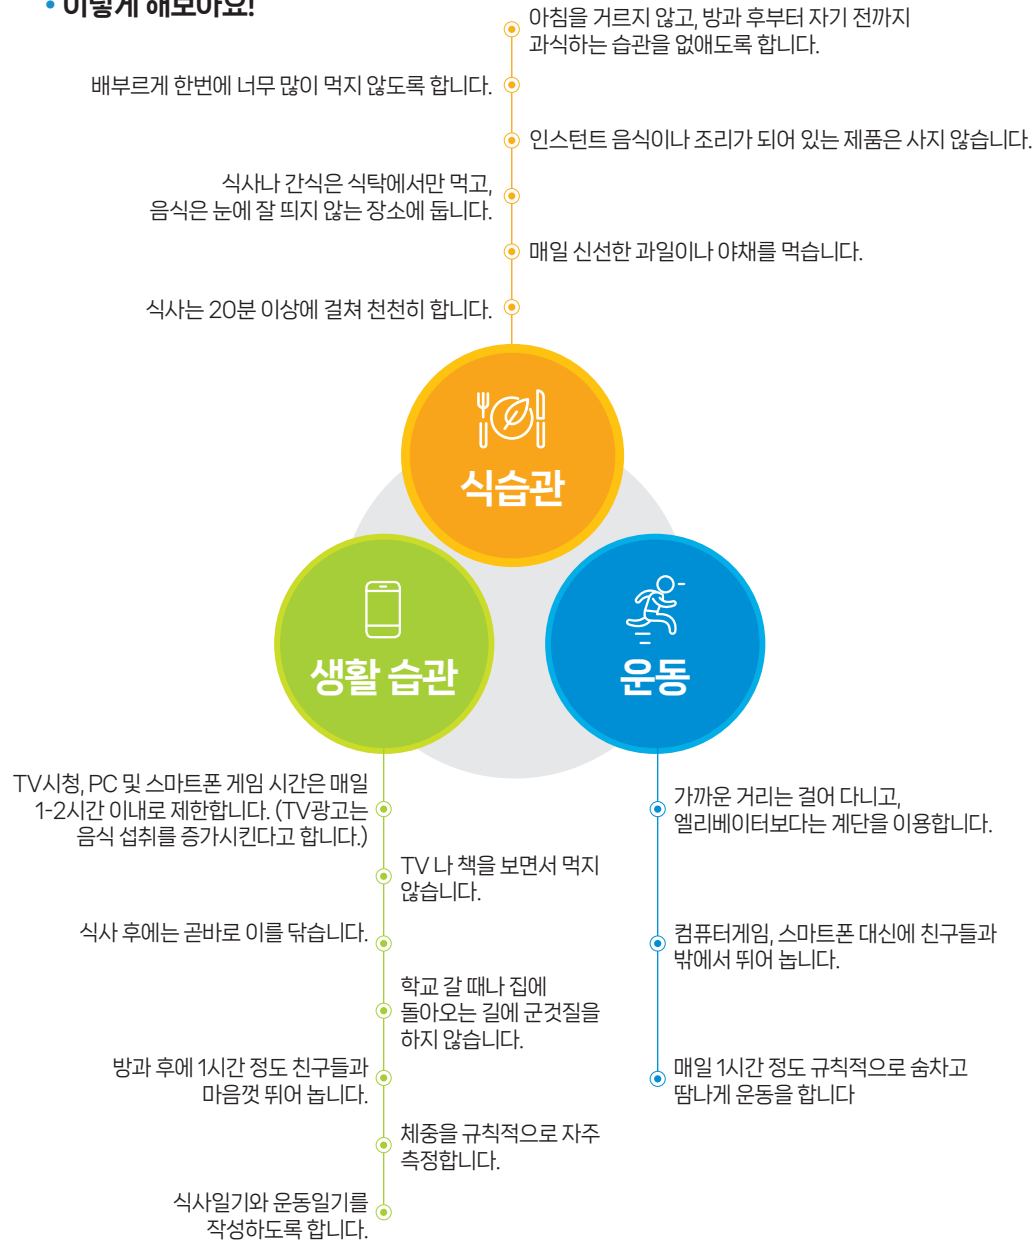 • 이렇게 해보아요!
아침을 거르지 않고, 방과 후부터 자기 전까지
과식하는 습관을 없애도록 합니다.
배부르게 한번에 너무 많이 먹지 않도록 합니다.
인스턴트 음식이나 조리가 되어 있는 제품은 사지 않습니다.
식사나 간식은 식탁에서만 먹고,
음식은 눈에 잘 띄지 않는 장소에 둡니다.
매일 신선한 과일이나 야채를 먹습니다.
식사는 20분 이상에 걸쳐 천천히 합니다.
식습관
생활 습관
운동
TV시청, PC 및 스마트폰 게임 시간은 매일
1-2시간 이내로 제한합니다. (TV광고는
음식 섭취를 증가시킨다고 합니다.)
TV 나 책을 보면서 먹지
않습니다.
식사 후에는 곧바로 이를 닦습니다.
학교 갈 때나 집에
돌아오는 길에 군것질을
하지 않습니다.
방과 후에 1시간 정도 친구들과
마음껏 뛰어 놉니다.
체중을 규칙적으로 자주
측정합니다.
식사일기와 운동일기를
작성하도록 합니다.
가까운 거리는 걸어 다니고,
엘리베이터보다는 계단을 이용합니다.
컴퓨터게임, 스마트폰 대신에 친구들과
밖에서 뛰어 놉니다.
매일 1시간 정도 규칙적으로 숨차고
땀나게 운동을 합니다